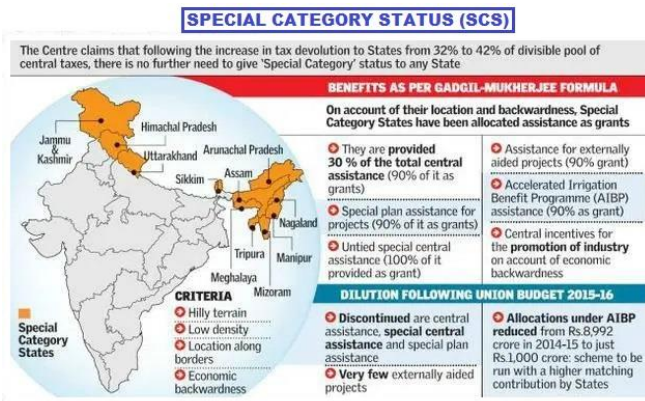 SPECIAL CATEGORY STATUS (SCS)
The Centre claims that following the increase in tax devolution to States from 32% to 42% of divisible pool of
central taxes, there is no further need to give 'Special Category' status to any State
Jammu
&
Kashmir
Himachal Pradesh
Uttarakhand
Arunachal Pradesh
Sikkim
Assam
Nagaland
Manipur
Tripura
Meghalaya
Mizoram
Special
Category
States
CRITERIA
Hilly terrain
Low density
Location along
borders
Economic
backwardness
BENEFITS AS PER GADGIL-MUKHERJEE FORMULA
On account of their location and backwardness, Special
Category States have been allocated assistance as grants
They are provided
30 % of the total central
assistance (90% of it as
grants)
Special plan assistance for
projects (90% of it as grants)
Untied special central
assistance (100% of it
provided as grant)
Assistance for externally
aided projects (90% grant)
Accelerated Irrigation
Benefit Programme (AIBP)
assistance (90% as grant)
Central incentives for
the promotion of industry
on account of economic
backwardness
DILUTION FOLLOWING UNION BUDGET 2015-16
Discontinued are central
assistance, special central
assistance and special plan
assistance
Very few externally aided
projects
Allocations under AIBP
reduced from Rs.8,992
crore in 2014-15 to just
Rs.1,000 crore: scheme to be
run with a higher matching
contribution by States